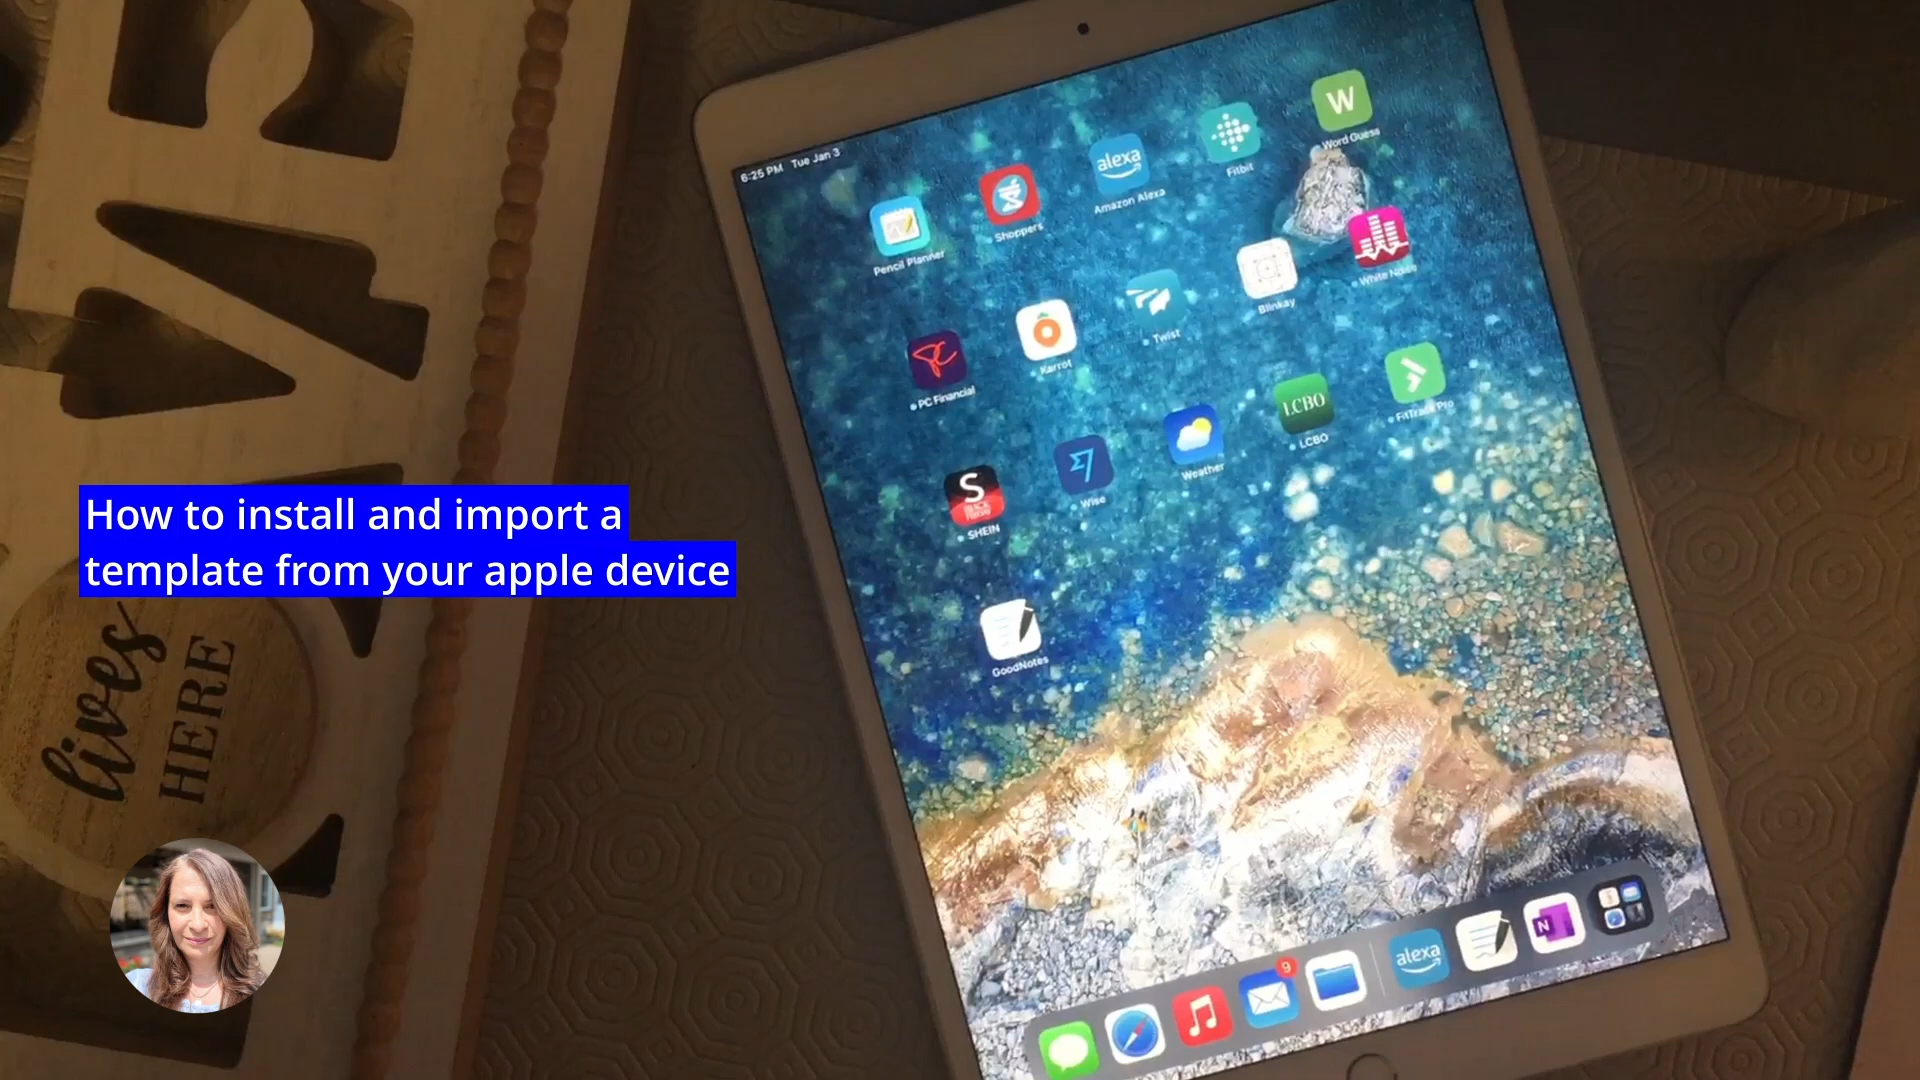 6:25 PM Tue Jan 3
Pencil Planner
Shoppers
alexa
Amazon Alexa
Fitbit
W
Word Guess
PC Financial
Karrot
Twist
Blinkay
White Noise
S
SHEIN
Wise
Weather
LCBO
LCBO
FitTrack Pro
GoodNotes
How to install and import a
template from your apple device
lives
HERE
9
alexa
N